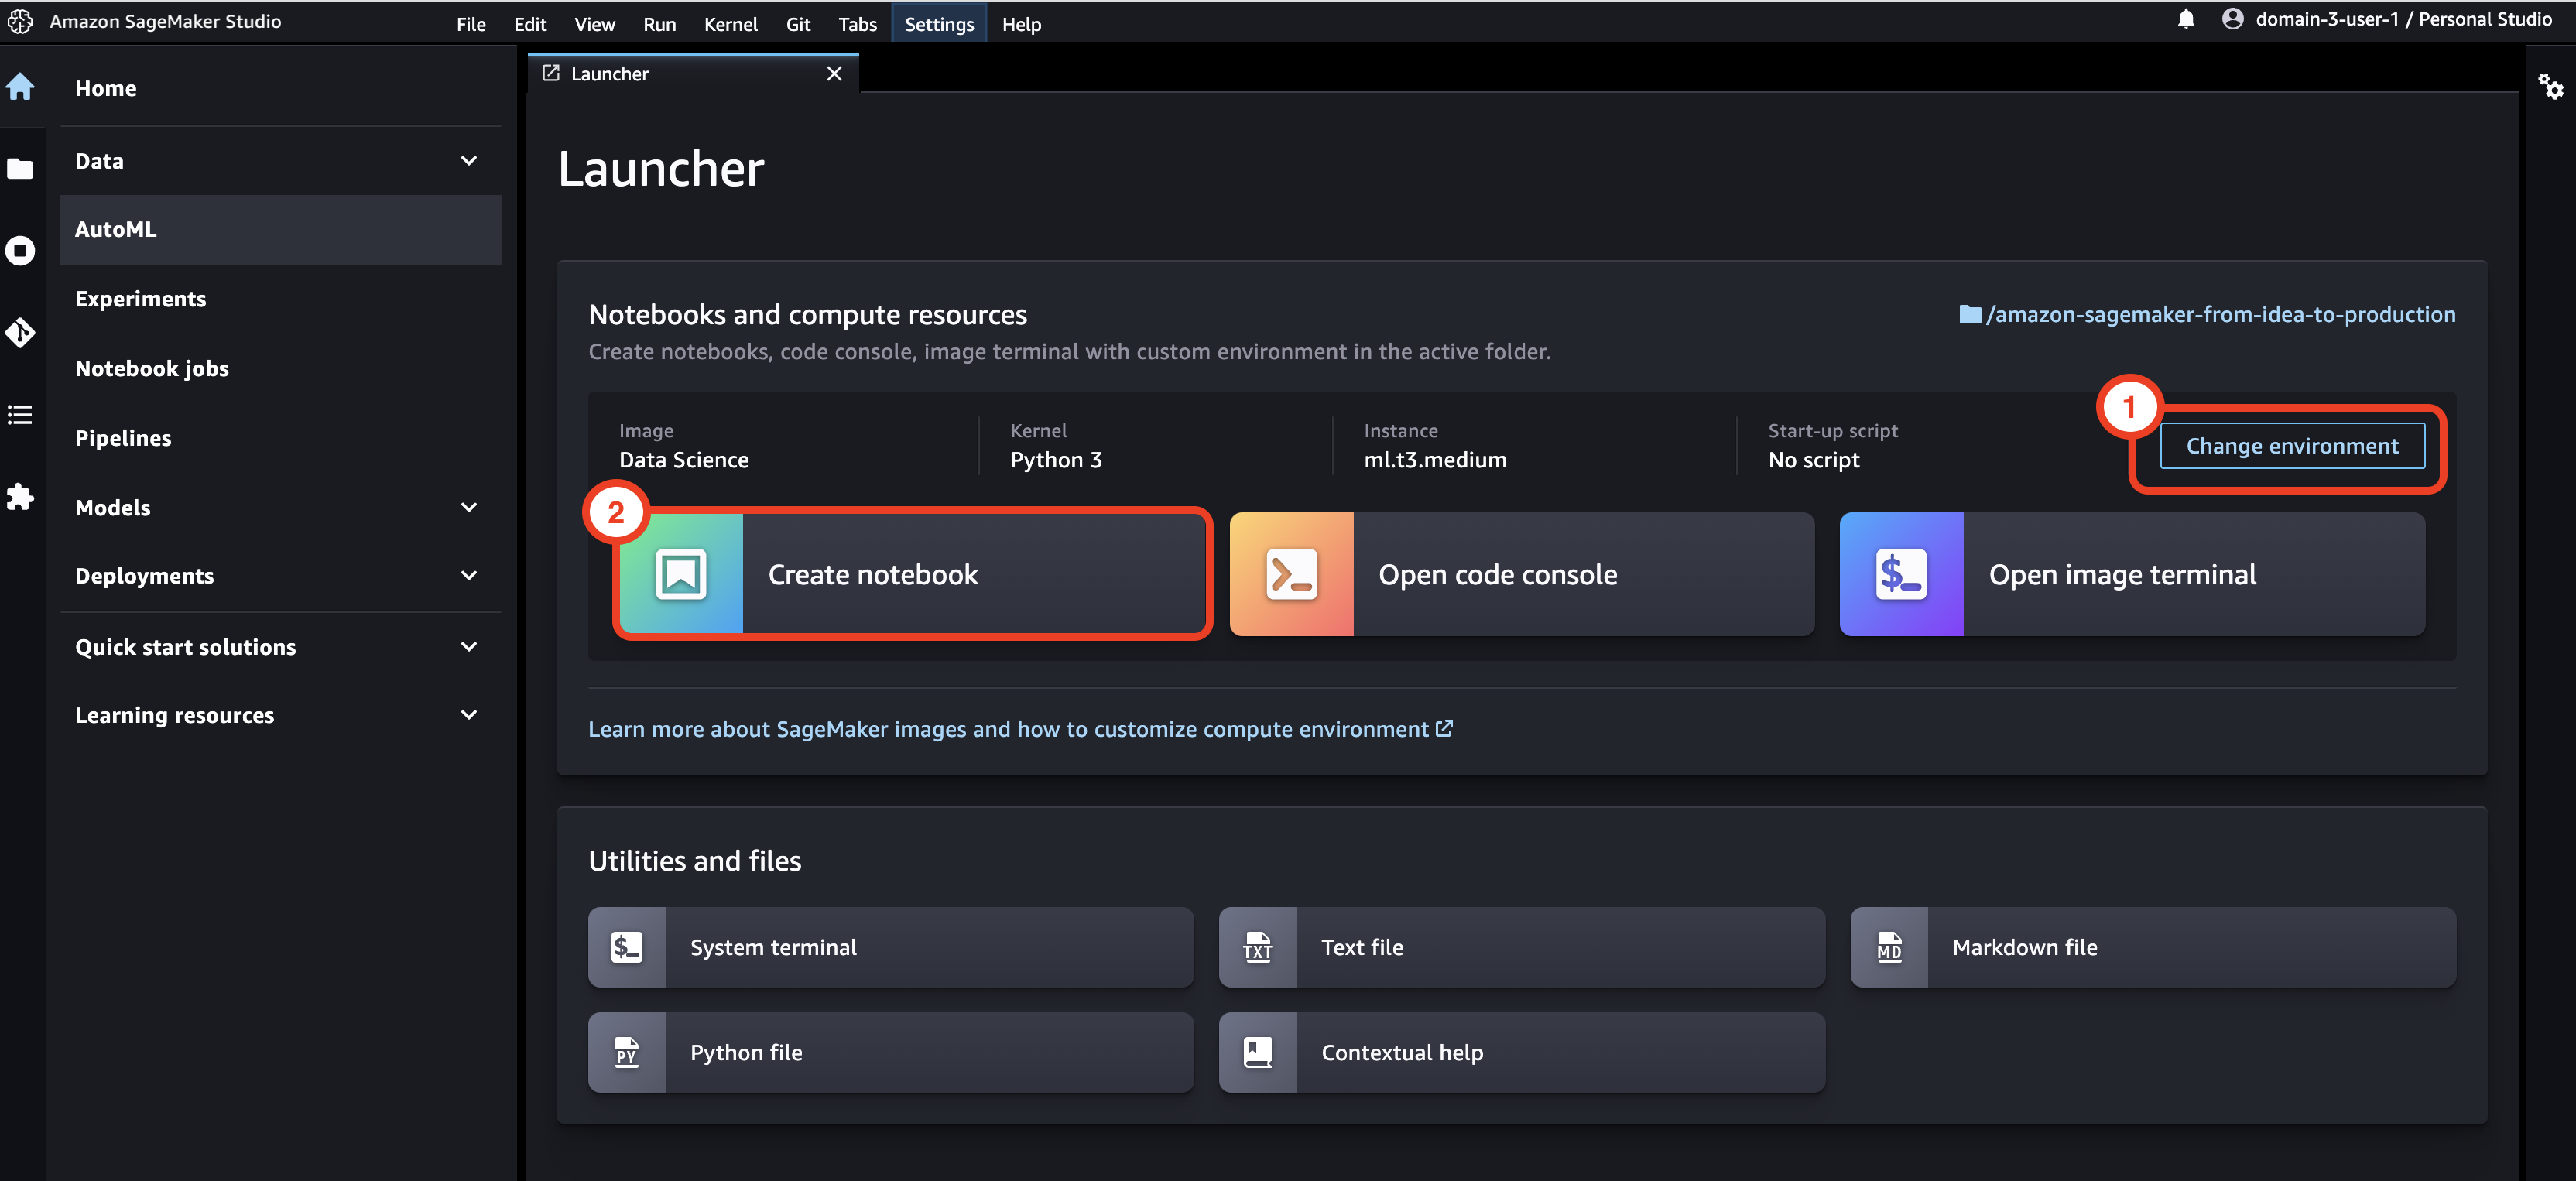 Amazon SageMaker Studio
File Edit View Run Kernel Git Tabs Settings Help
domain-3-user-1 / Personal Studio
Home
Data
AutoML
Experiments
Notebook jobs
Pipelines
Models
Deployments
Quick start solutions
Learning resources
Launcher
Launcher
Notebooks and compute resources
/amazon-sagemaker-from-idea-to-production
Create notebooks, code console, image terminal with custom environment in the active folder.
Image
Data Science
Kernel
Python 3
Instance
ml.t3.medium
Start-up script
No script
1
Change environment
2
Create notebook
Open code console
$_
Open image terminal
Learn more about SageMaker images and how to customize compute environment
Utilities and files
$_
System terminal
TXT
Text file
MD
Markdown file
PY
Python file
Contextual help